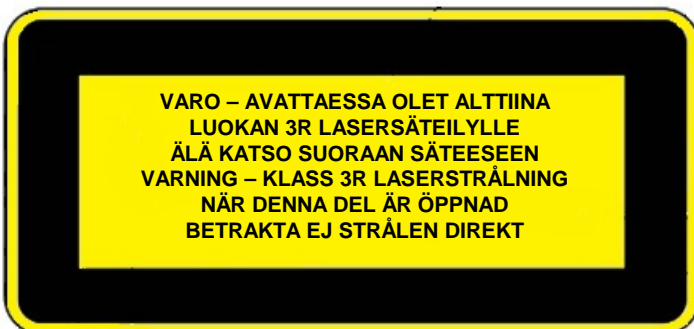 VARO – AVATTAESSA OLET ALTTIINA
LUOKAN 3R LASERSÄTEILYLLE
ÄLÄ KATSO SUORAAN SÄTEESEEN
VARNING – KLASS 3R LASERSTRÅLNING
NÄR DENNA DEL ÄR ÖPPNAD
BETRAKTA EJ STRÅLEN DIREKT